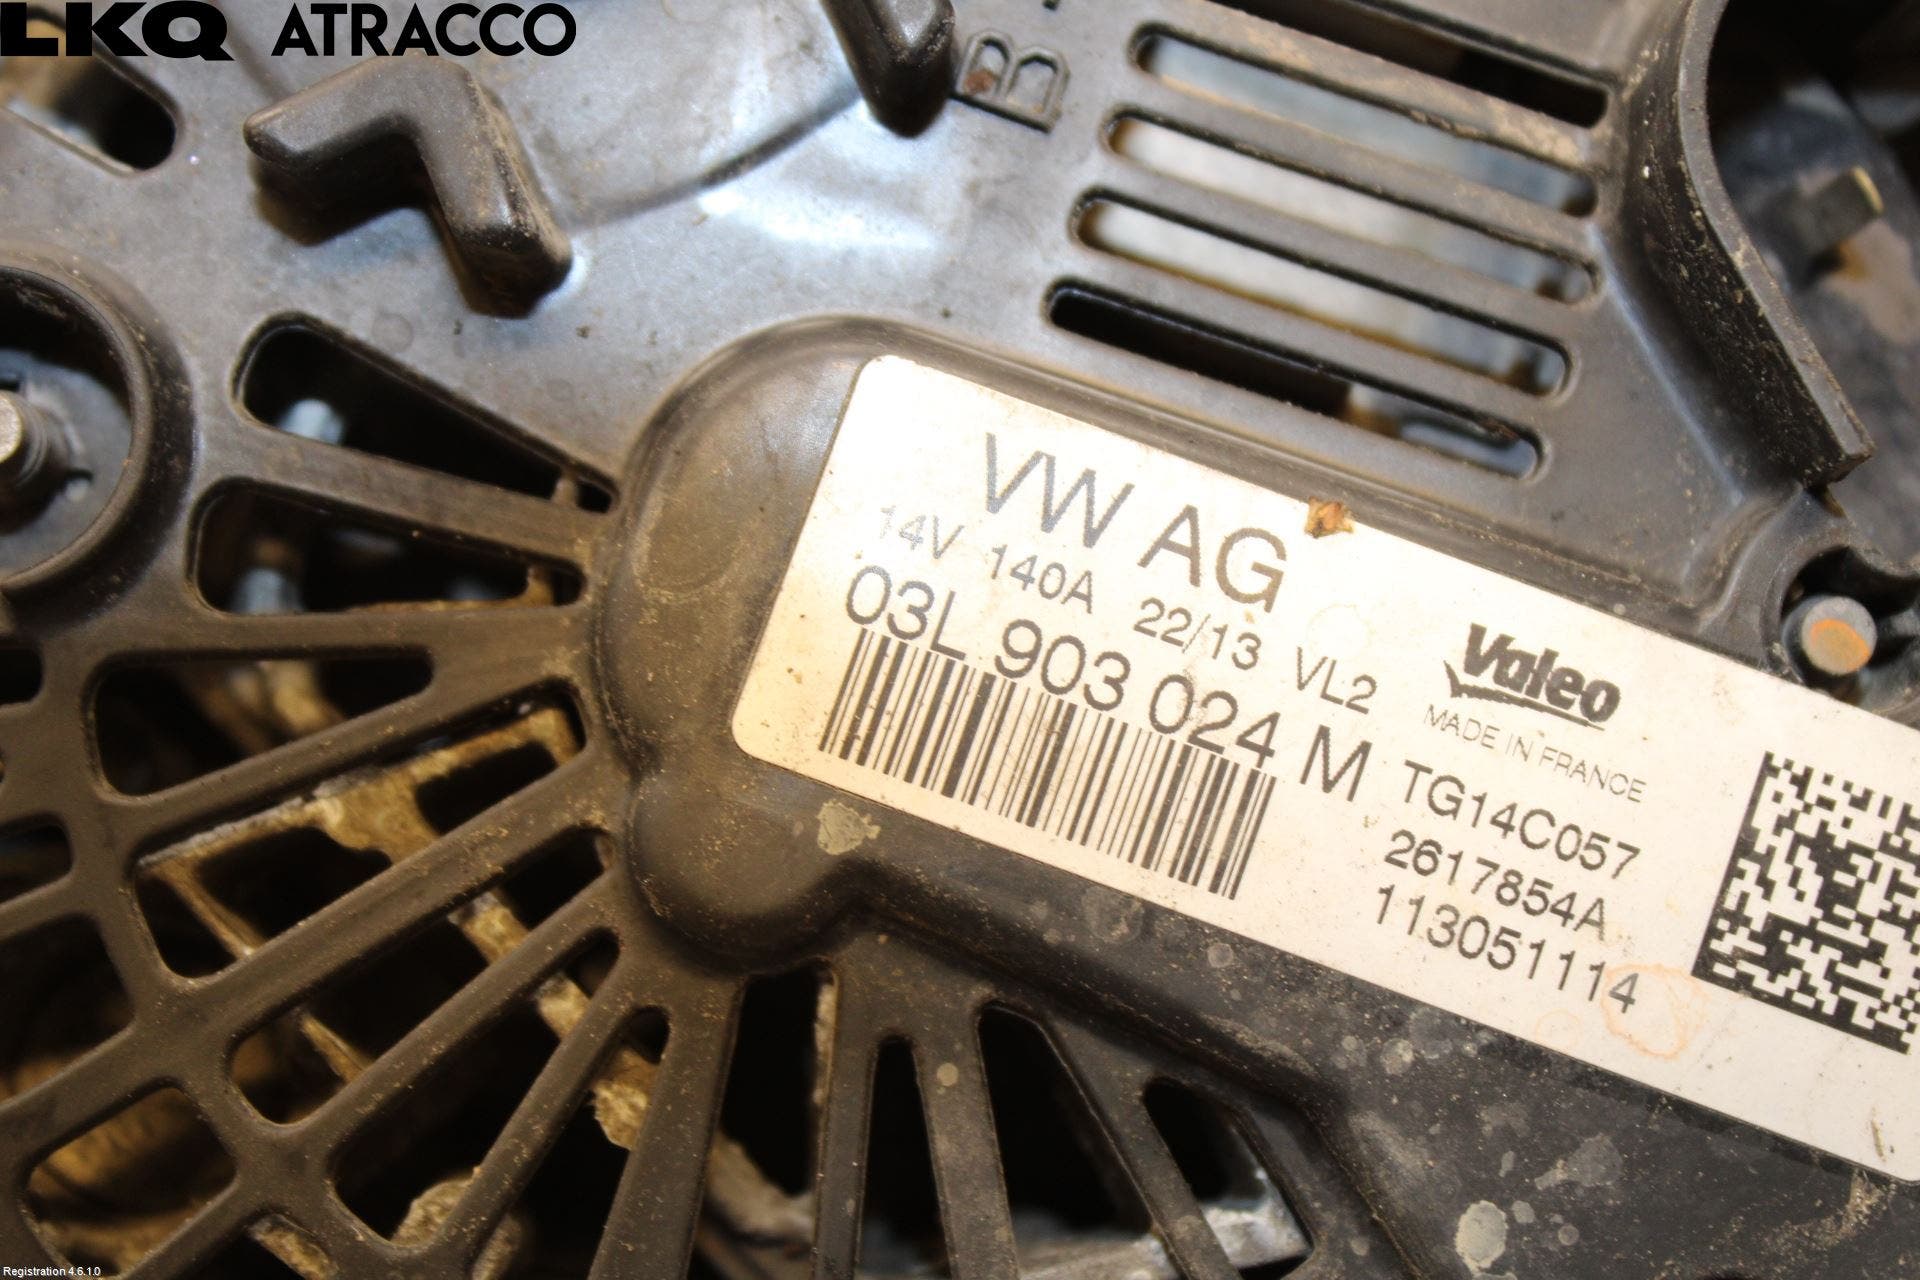 LKQ ATRACCO
B
VW AG
14V 140A 22/13 VL2
03L 903 024 M
Valeo
MADE IN FRANCE
TG14C057
2617854A
113051114
Registration 4.6.1.0